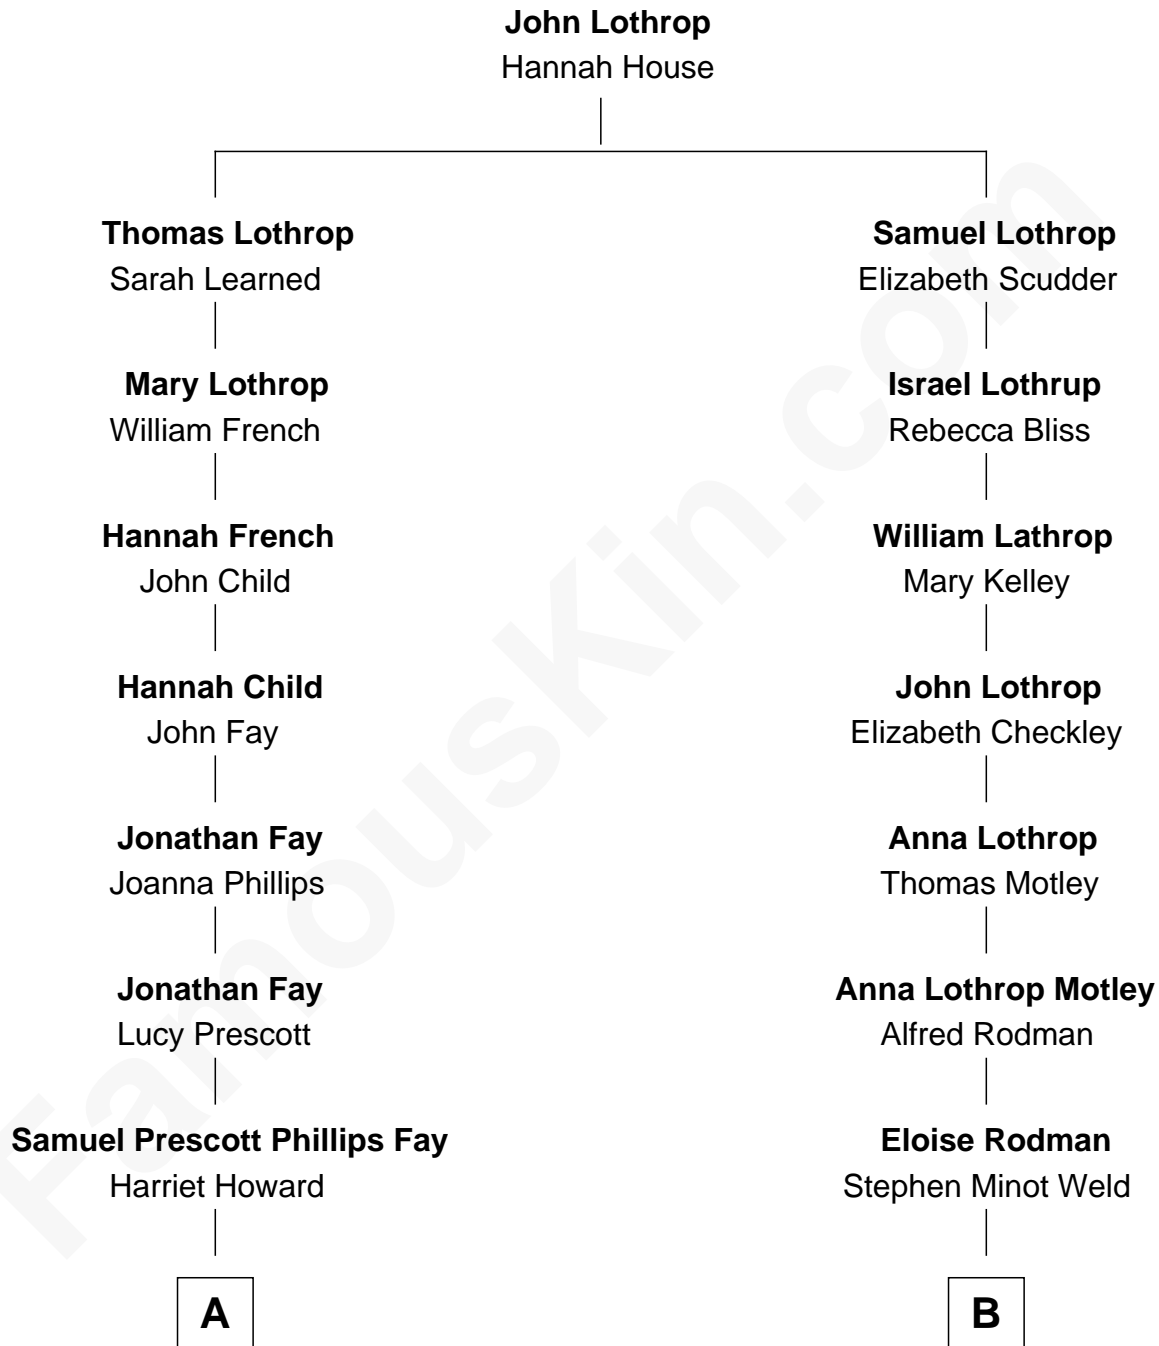 John Lothrop
Hannah House
Thomas Lothrop
Sarah Learned
Samuel Lothrop
Elizabeth Scudder
Mary Lothrop
William French
Israel Lothrup
Rebecca Bliss
Hannah French
John Child
William Lathrop
Mary Kelley
Hannah Child
John Fay
John Lothrop
Elizabeth Checkley
Jonathan Fay
Joanna Phillips
Anna Lothrop
Thomas Motley
Jonathan Fay
Lucy Prescott
Anna Lothrop Motley
Alfred Rodman
Samuel Prescott Phillips Fay
Harriet Howard
Eloise Rodman
Stephen Minot Weld
A
B
FamousKin.com